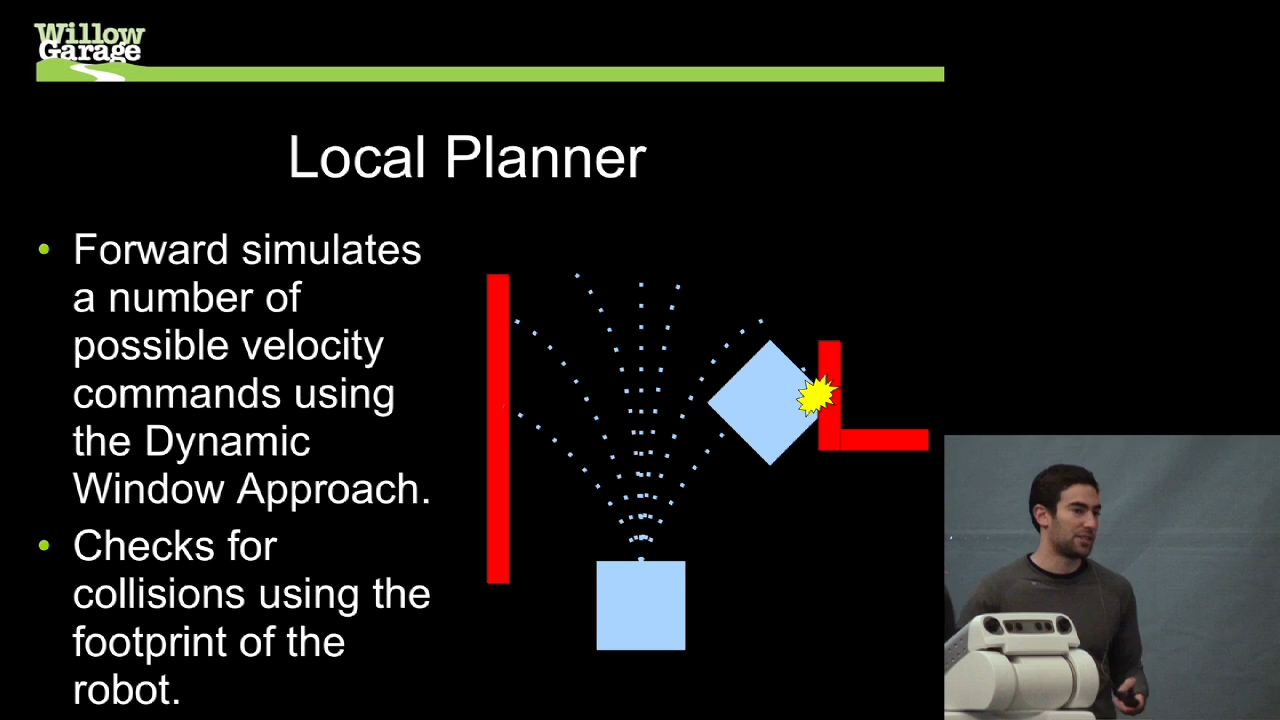 Willow
Garage
Local Planner
• Forward simulates
a number of
possible velocity
commands using
the Dynamic
Window Approach.
• Checks for
collisions using the
footprint of the
robot.